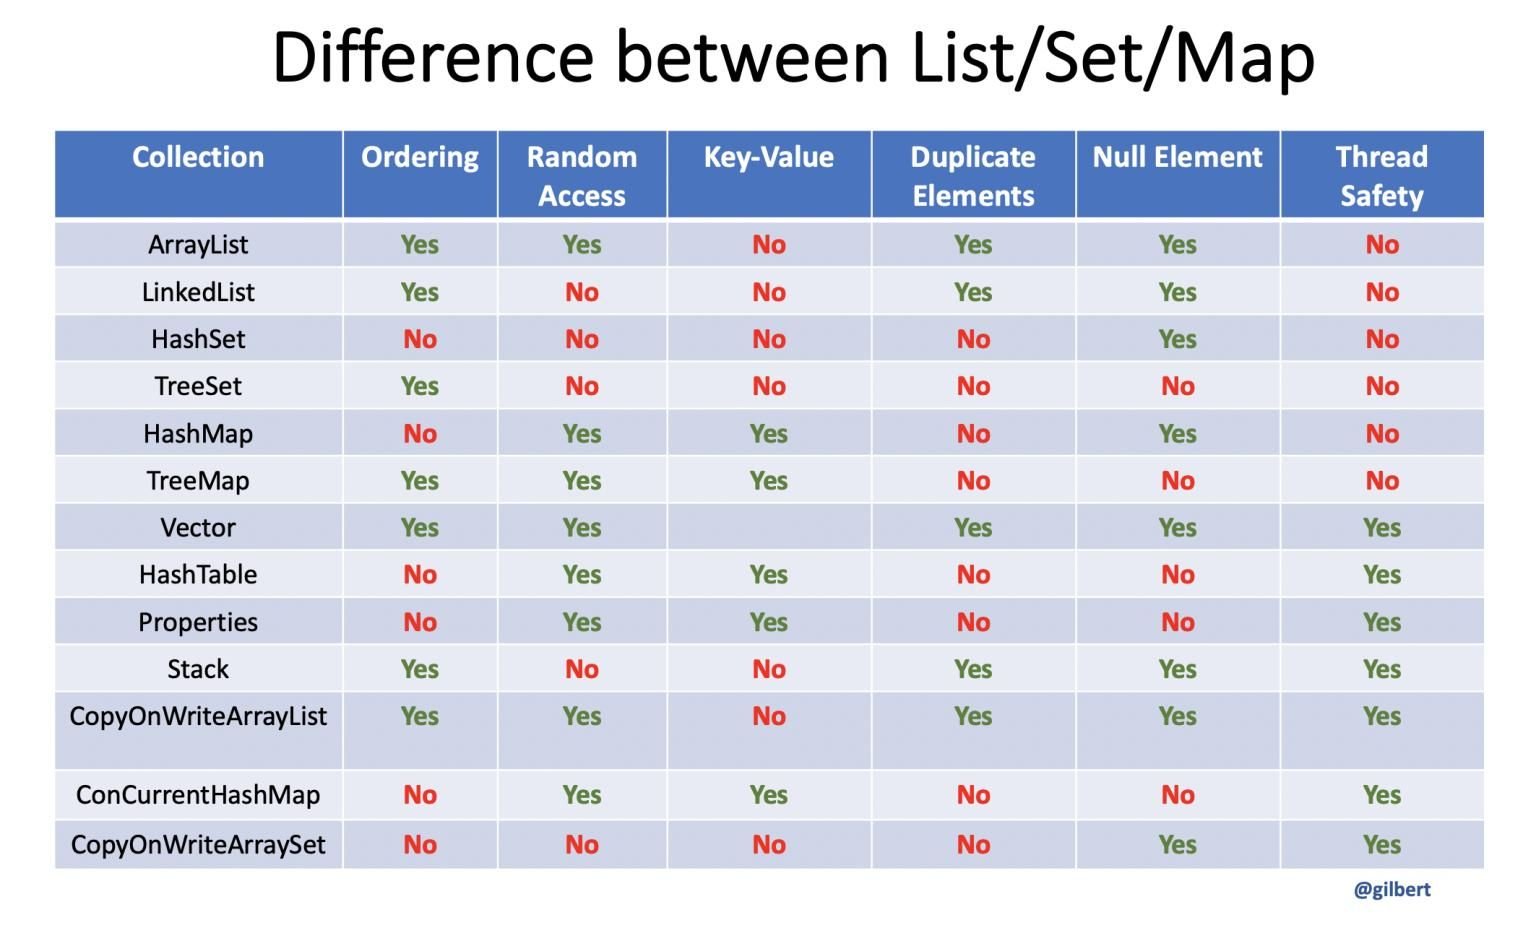 Difference between List/Set/Map
Collection Ordering Random Access Key-Value Duplicate Elements Null Element Thread Safety
ArrayList Yes Yes No Yes Yes No
LinkedList Yes No No Yes Yes No
HashSet No No No No Yes No
TreeSet Yes No No No No No
HashMap No Yes Yes No Yes No
TreeMap Yes Yes Yes No No No
Vector Yes Yes Yes Yes Yes
HashTable No Yes Yes No No Yes
Properties No Yes Yes No No Yes
Stack Yes No No Yes Yes Yes
CopyOnWriteArrayList Yes Yes No Yes Yes Yes
ConCurrentHashMap No Yes Yes No No Yes
CopyOnWriteArraySet No No No No Yes Yes
@gilbert